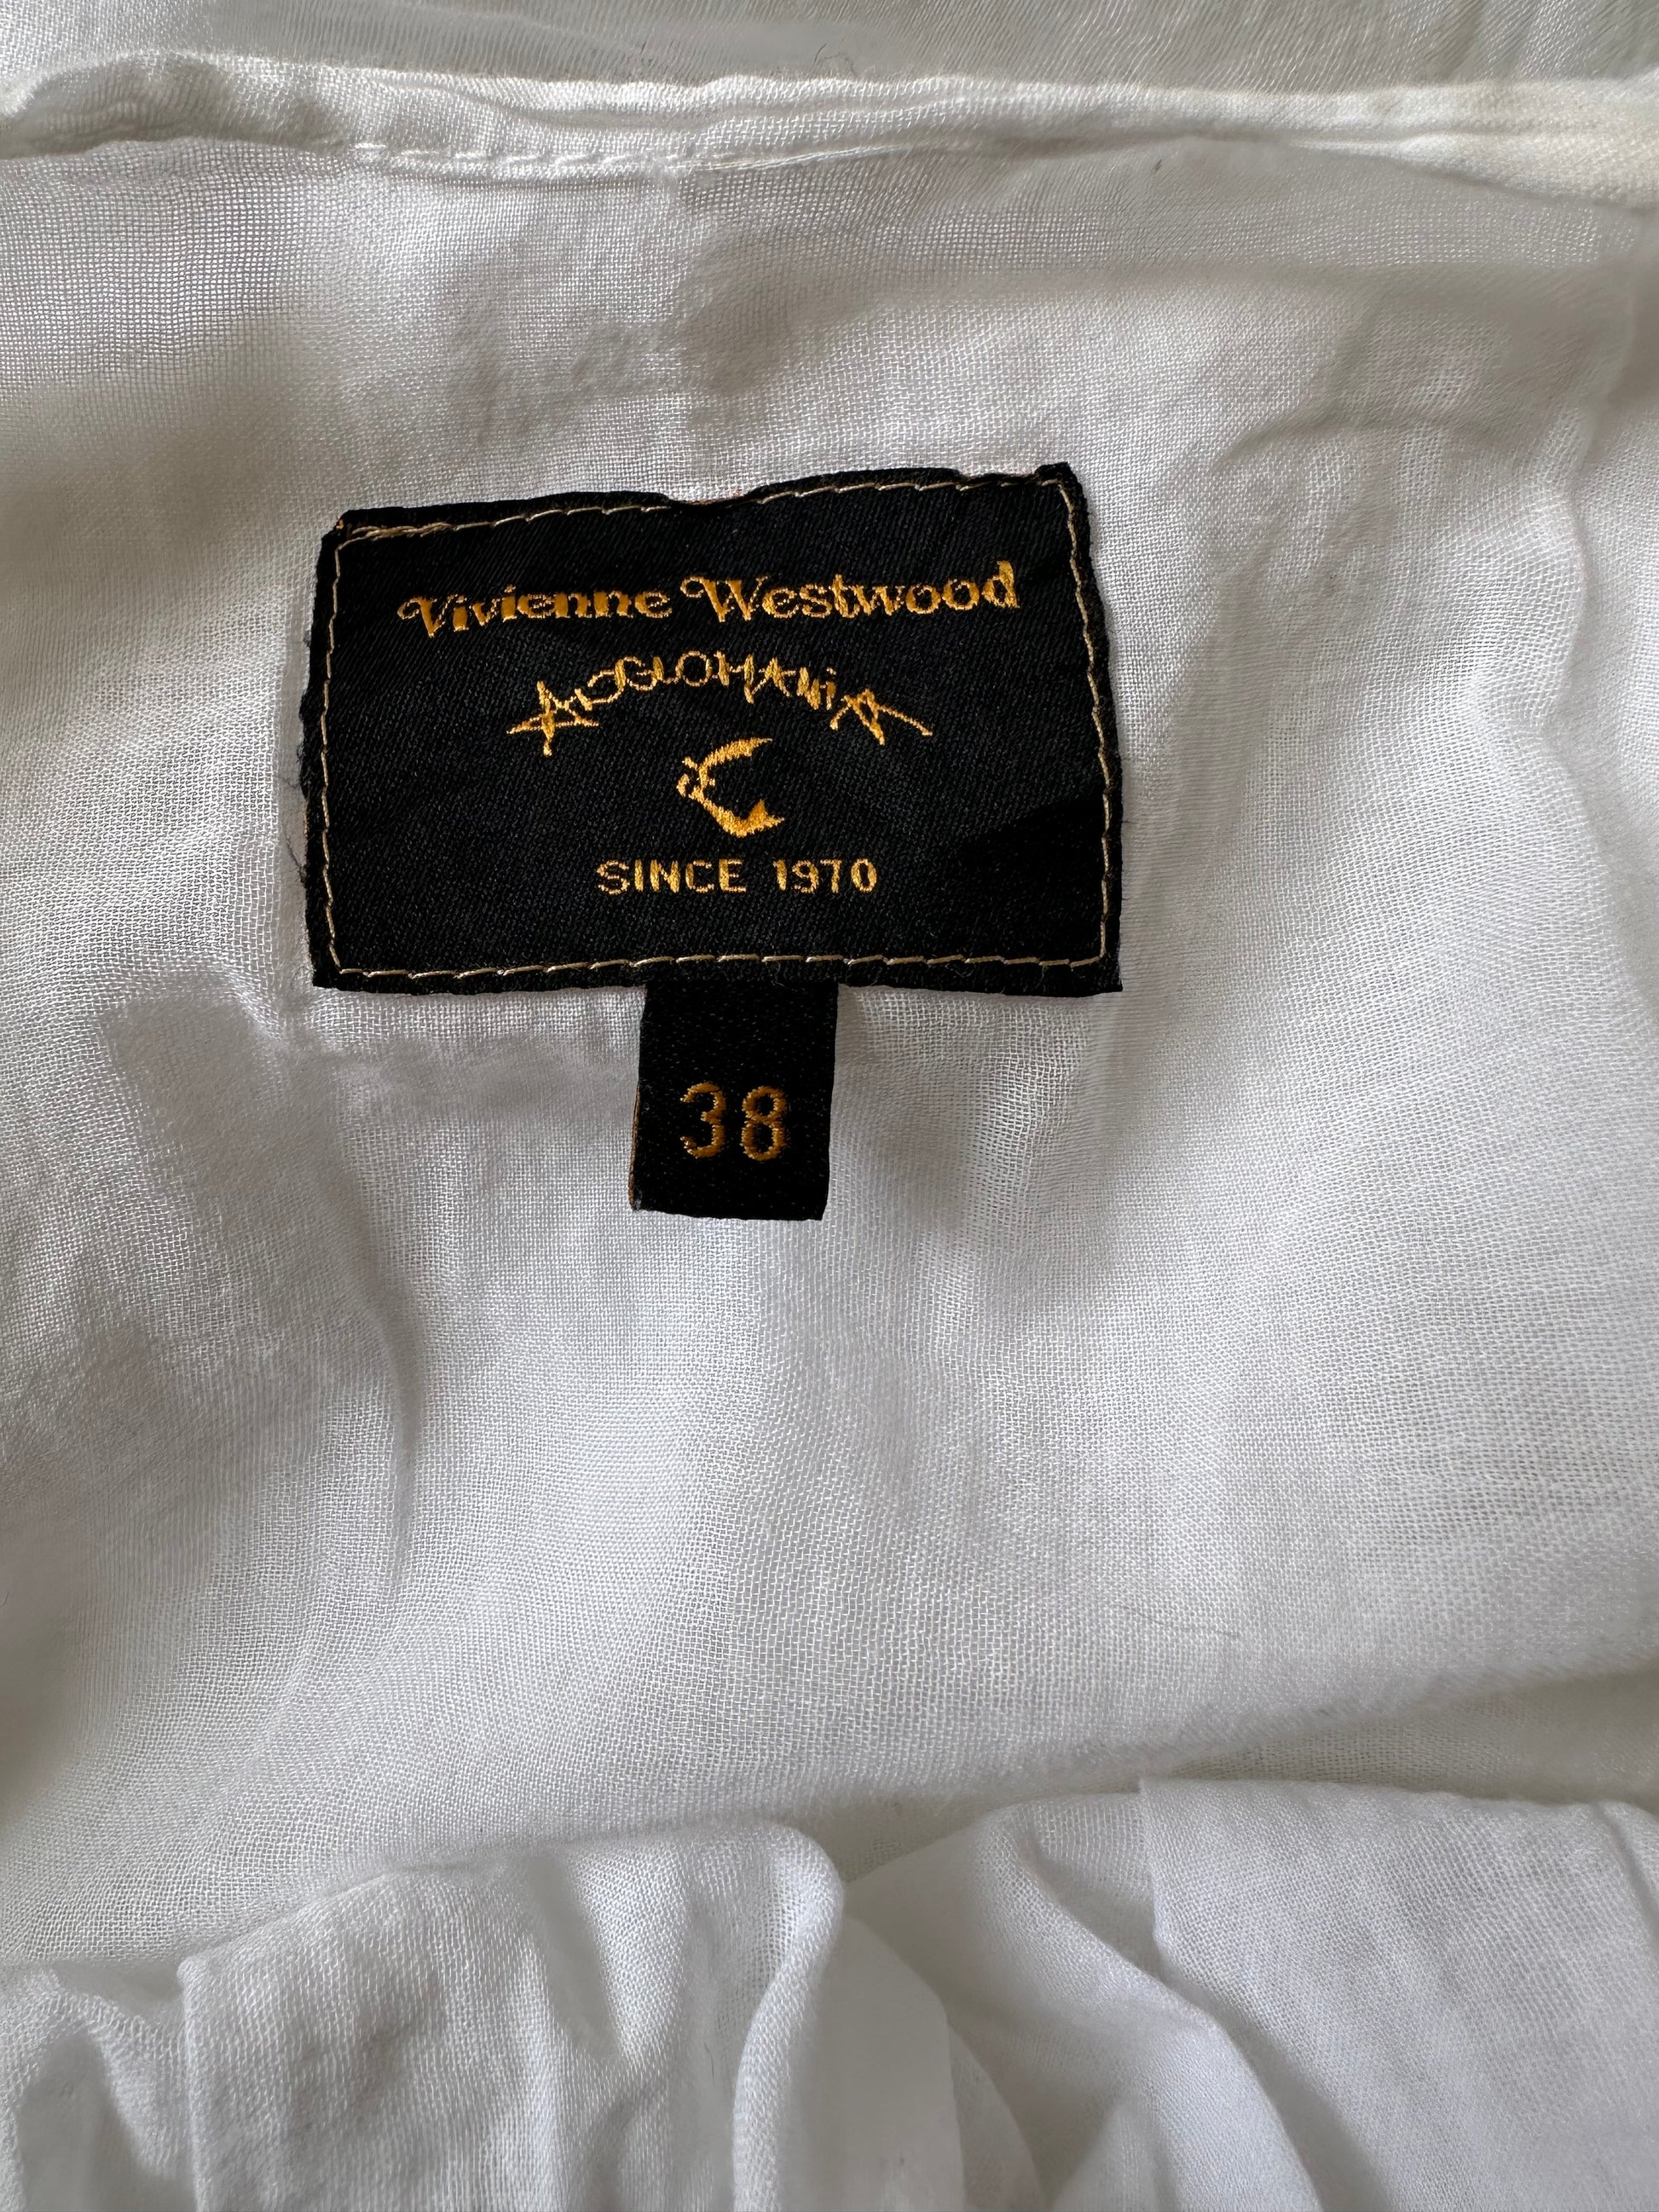 Vivienne Westwood
ANGLOMANIA
SINCE 1970
38